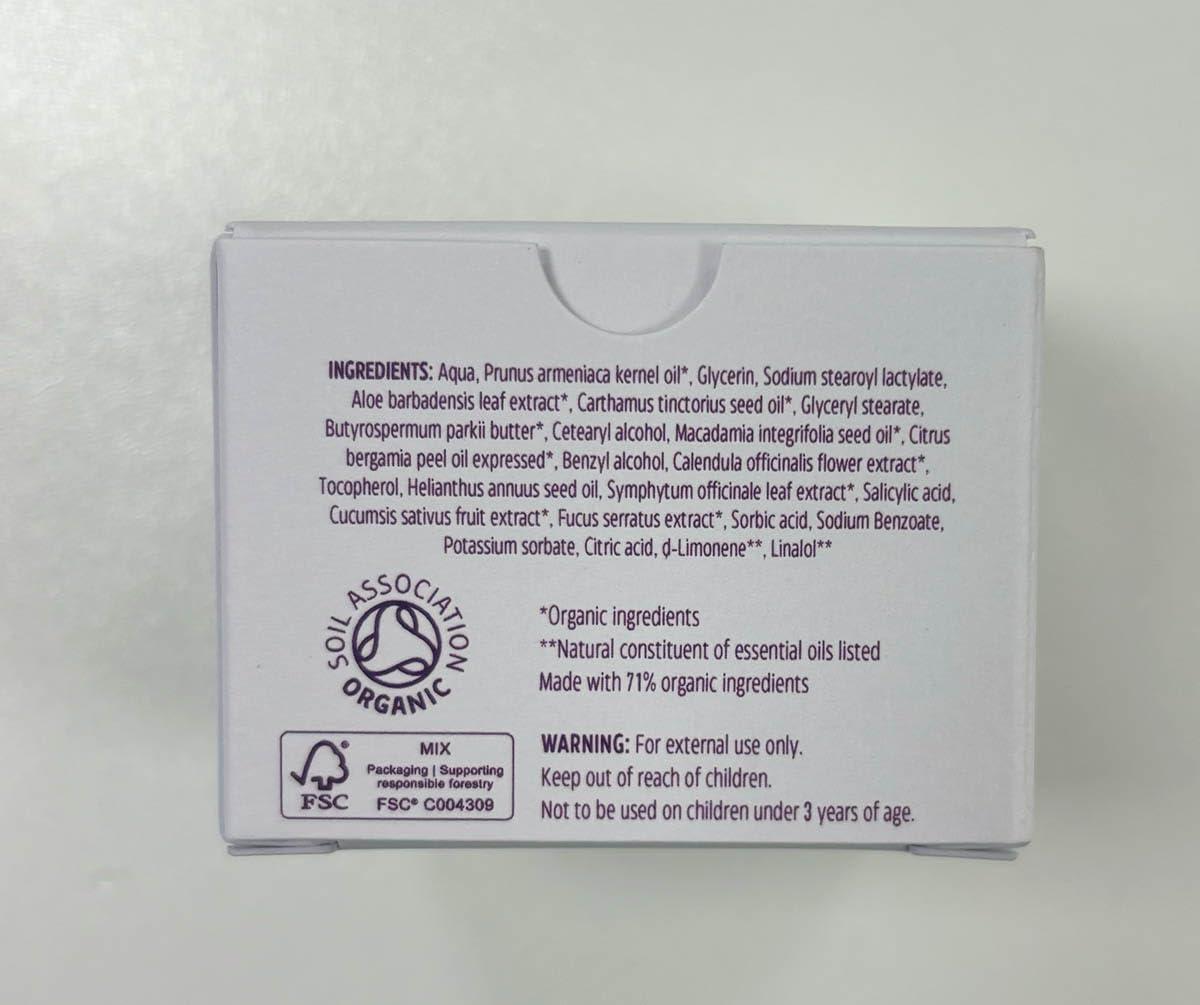 INGREDIENTS: Aqua, Prunus armeniaca kernel oil*, Glycerin, Sodium stearoyl lactylate,
Aloe barbadensis leaf extract*, Carthamus tinctorius seed oil*, Glyceryl stearate,
Butyrospermum parkii butter*, Cetearyl alcohol, Macadamia integrifolia seed oil*, Citrus
bergamia peel oil expressed*, Benzyl alcohol, Calendula officinalis flower extract*,
Tocopherol, Helianthus annuus seed oil, Symphytum officinale leaf extract*, Salicylic acid,
Cucumsis sativus fruit extract*, Fucus serratus extract*, Sorbic acid, Sodium Benzoate,
Potassium sorbate, Citric acid, d-Limonene**, Linalol**
SOIL ASSOCIATION
ORGANIC
*Organic ingredients
**Natural constituent of essential oils listed
Made with 71% organic ingredients
FSC®
MIX
Packaging | Supporting
responsible forestry
FSC® C004309
WARNING: For external use only.
Keep out of reach of children.
Not to be used on children under 3 years of age.